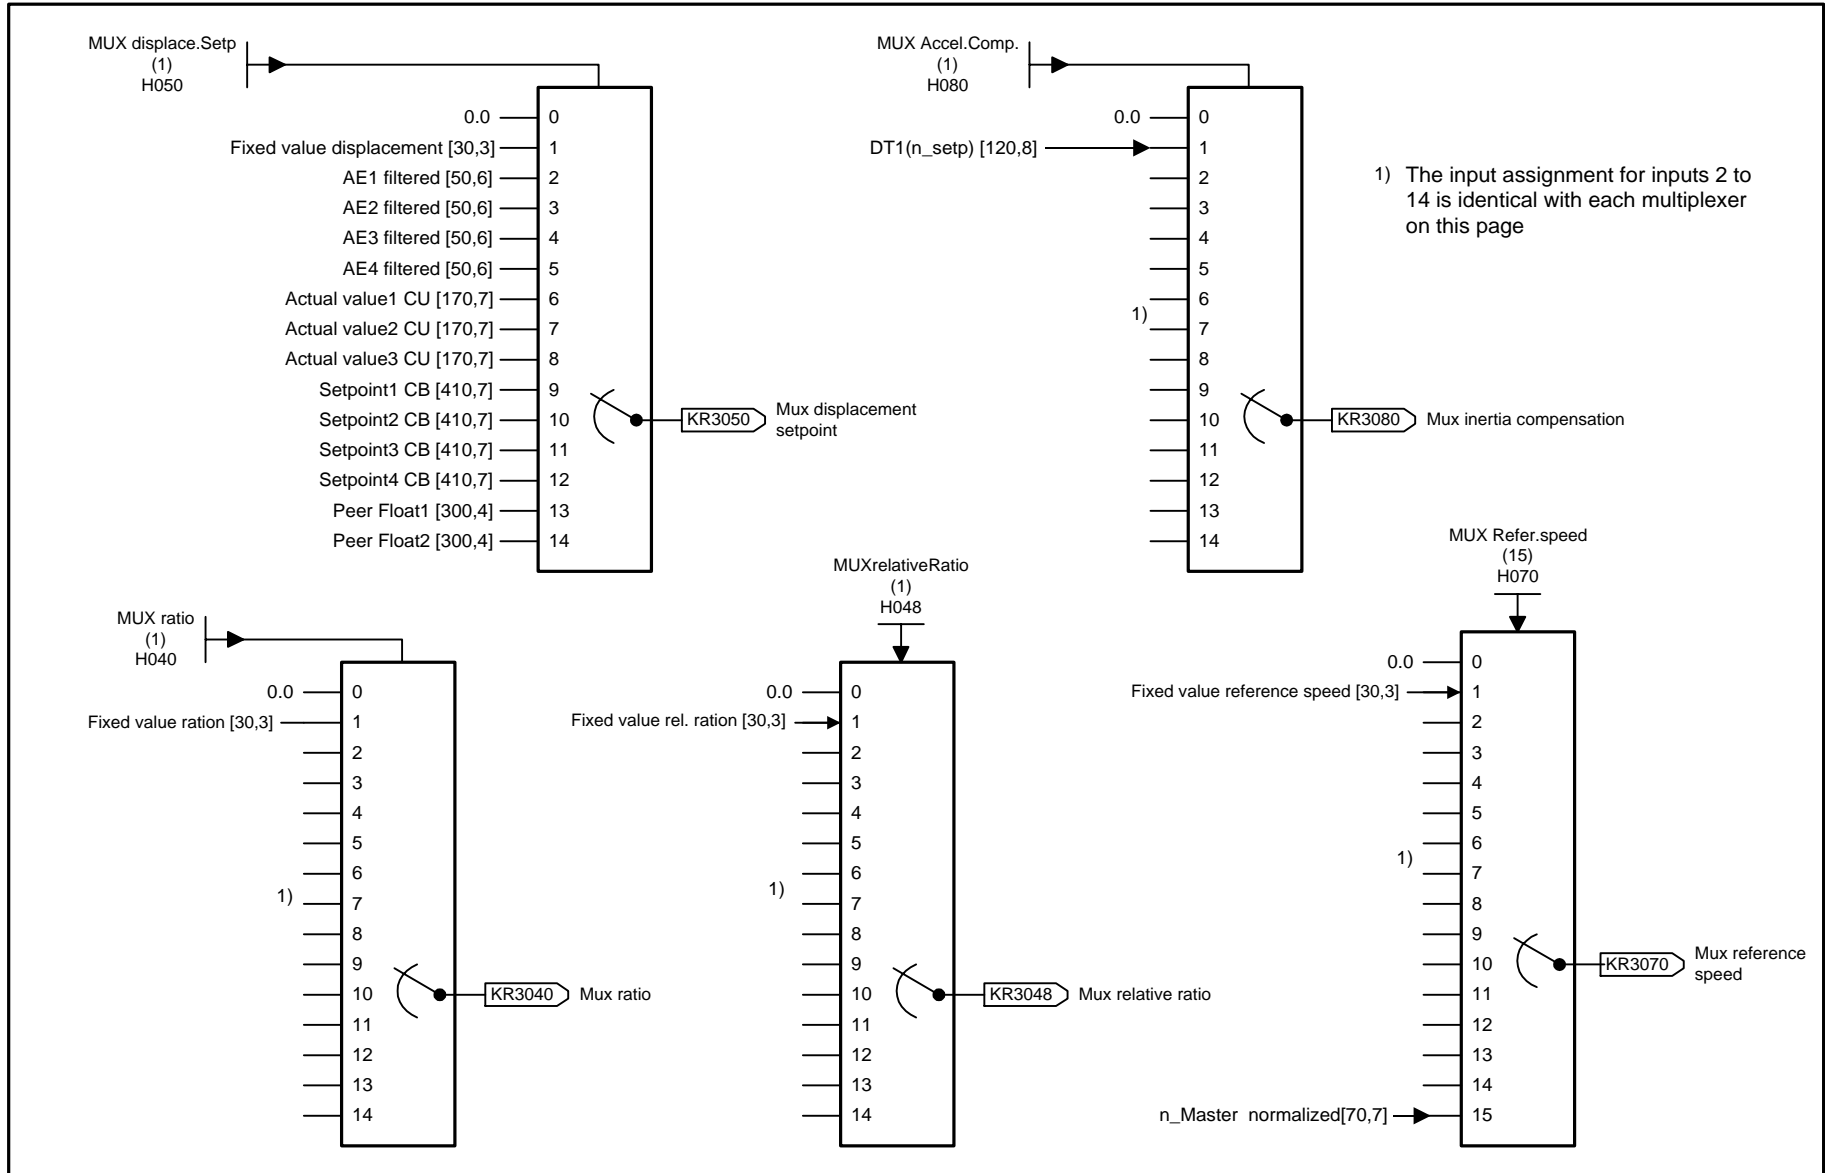 MUX displace.Setp
(1)
H050
0.0
0
Fixed value displacement [30,3]
1
AE1 filtered [50,6]
2
AE2 filtered [50,6]
3
AE3 filtered [50,6]
4
AE4 filtered [50,6]
5
Actual value1 CU [170,7]
6
Actual value2 CU [170,7]
7
Actual value3 CU [170,7]
8
Setpoint1 CB [410,7]
9
Setpoint2 CB [410,7]
10
Setpoint3 CB [410,7]
11
Setpoint4 CB [410,7]
12
Peer Float1 [300,4]
13
Peer Float2 [300,4]
14
KR3050
Mux displacement
setpoint
MUX Accel.Comp.
(1)
H080
0.0
0
DT1(n_setp) [120,8]
1
2
3
4
5
6
1)
7
8
9
10
11
12
13
14
KR3080
Mux inertia compensation
1) The input assignment for inputs 2 to
14 is identical with each multiplexer
on this page
MUX ratio
(1)
H040
0.0
0
Fixed value ration [30,3]
1
2
3
4
5
6
1)
7
8
9
10
11
12
13
14
KR3040
Mux ratio
MUXrelativeRatio
(1)
H048
0.0
0
Fixed value rel. ration [30,3]
1
2
3
4
5
6
1)
7
8
9
10
11
12
13
14
KR3048
Mux relative ratio
MUX Refer.speed
(15)
H070
0.0
0
Fixed value reference speed [30,3]
1
2
3
4
5
6
1)
7
8
9
10
11
12
13
14
n_Master normalized[70,7]
15
KR3070
Mux reference
speed